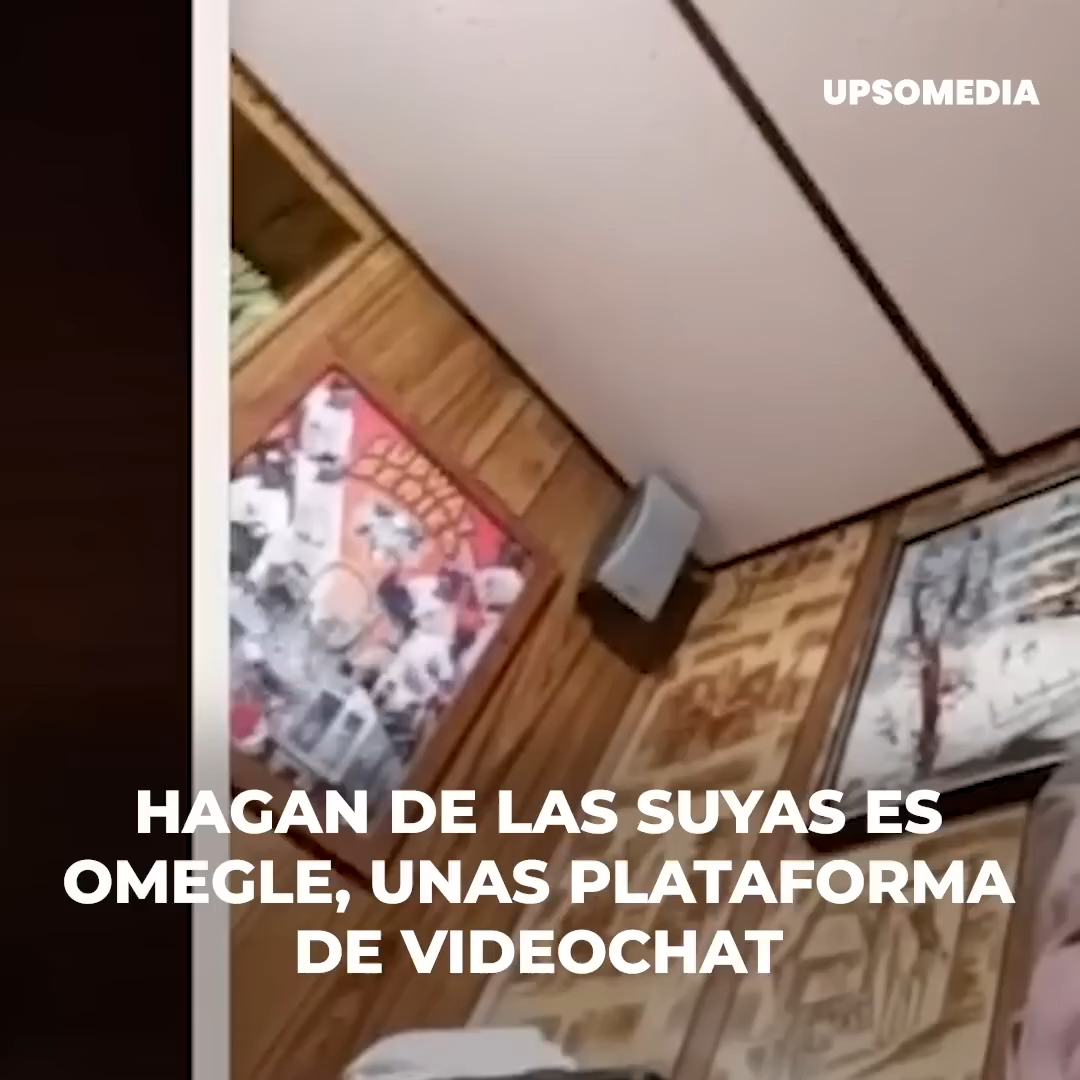 UPSOMEDIA
HAGAN DE LAS SUYAS ES
OMEGLE, UNAS PLATAFORMA
DE VIDEOCHAT